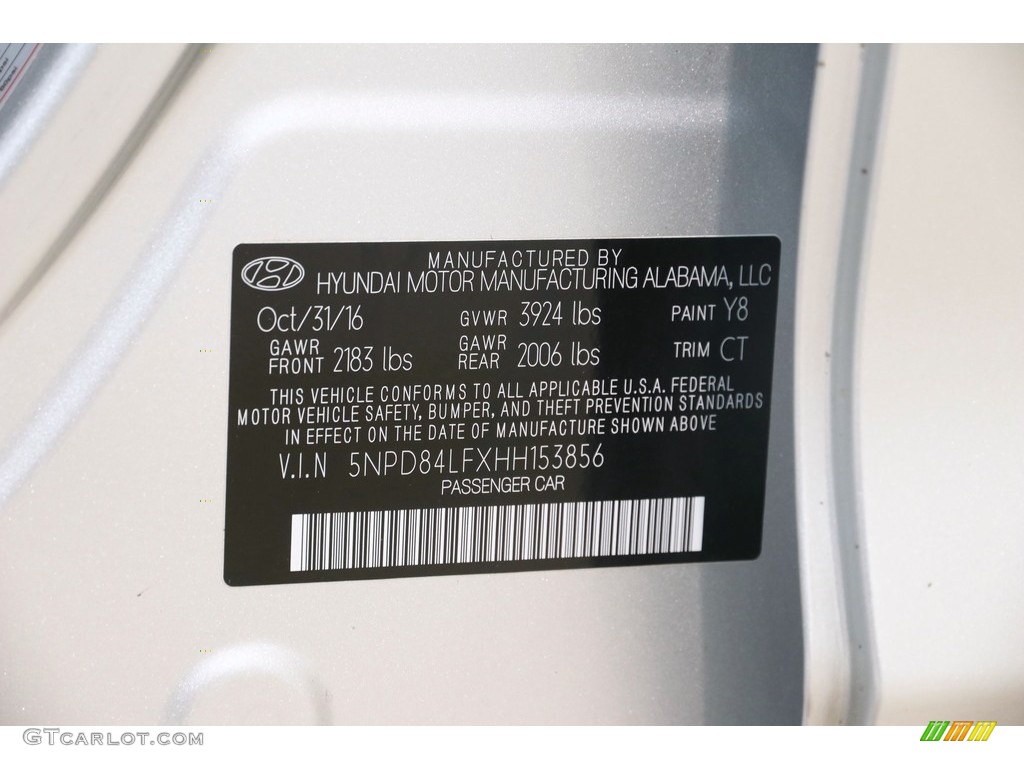 MANUFACTURED BY
HYUNDAI MOTOR MANUFACTURING ALABAMA, LLC
Oct/31/16 GVWR 3924 lbs PAINT Y8
GAWR FRONT 2183 lbs GAWR REAR 2006 lbs TRIM CT
THIS VEHICLE CONFORMS TO ALL APPLICABLE U.S.A. FEDERAL
MOTOR VEHICLE SAFETY, BUMPER, AND THEFT PREVENTION STANDARDS
IN EFFECT ON THE DATE OF MANUFACTURE SHOWN ABOVE
V.I.N 5NPD84LFXHH153856
PASSENGER CAR
GTCARLOT.COM